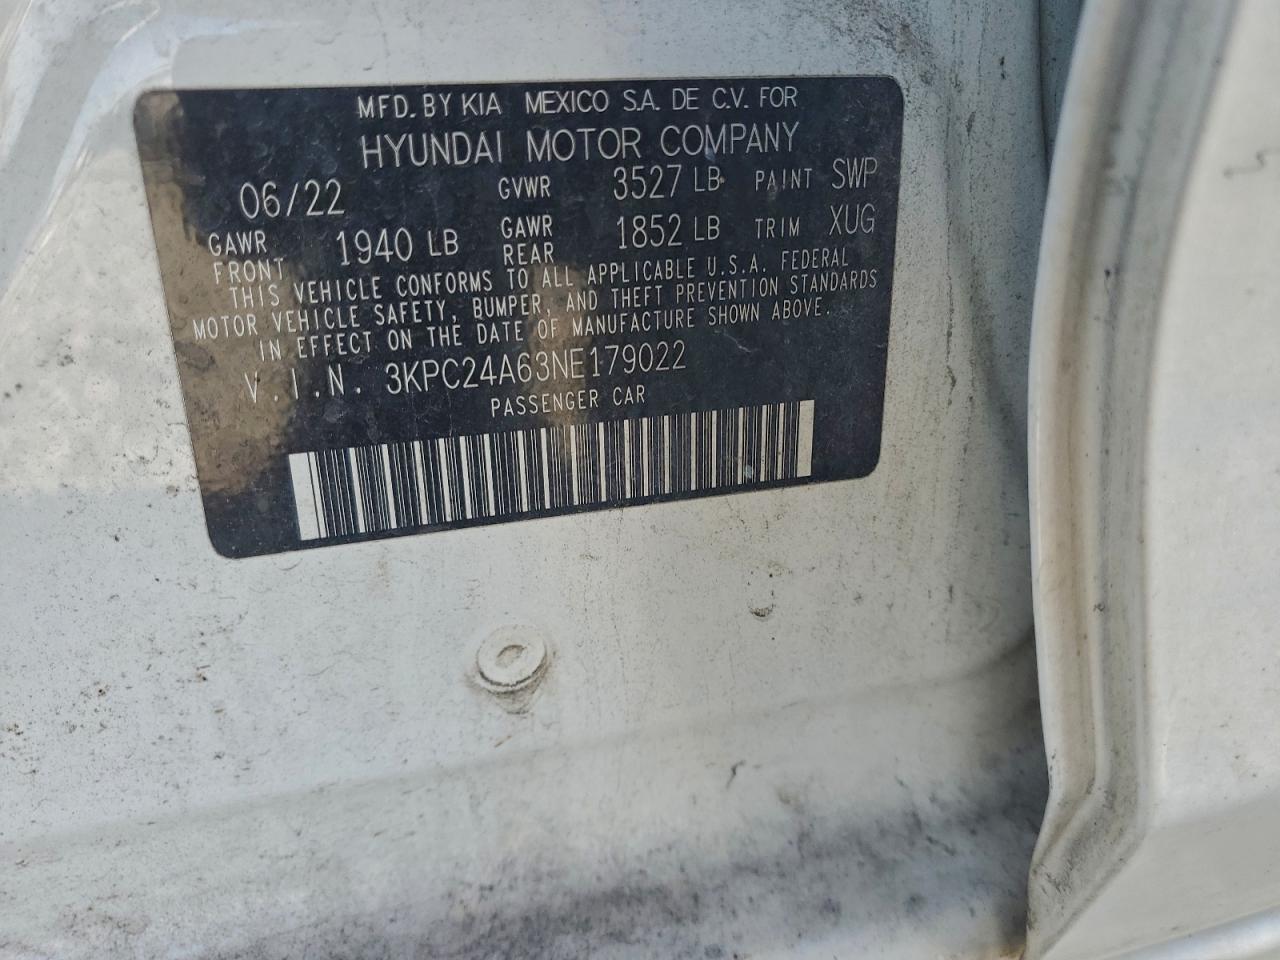 MFD. BY KIA MEXICO S.A. DE C.V. FOR
HYUNDAI MOTOR COMPANY
06/22 GVWR 3527 LB PAINT SWP
GAWR FRONT 1940 LB GAWR REAR 1852 LB TRIM XUG
THIS VEHICLE CONFORMS TO ALL APPLICABLE U.S.A. FEDERAL
MOTOR VEHICLE SAFETY, BUMPER, AND THEFT PREVENTION STANDARDS
IN EFFECT ON THE DATE OF MANUFACTURE SHOWN ABOVE.
V.I.N. 3KPC24A63NE179022
PASSENGER CAR